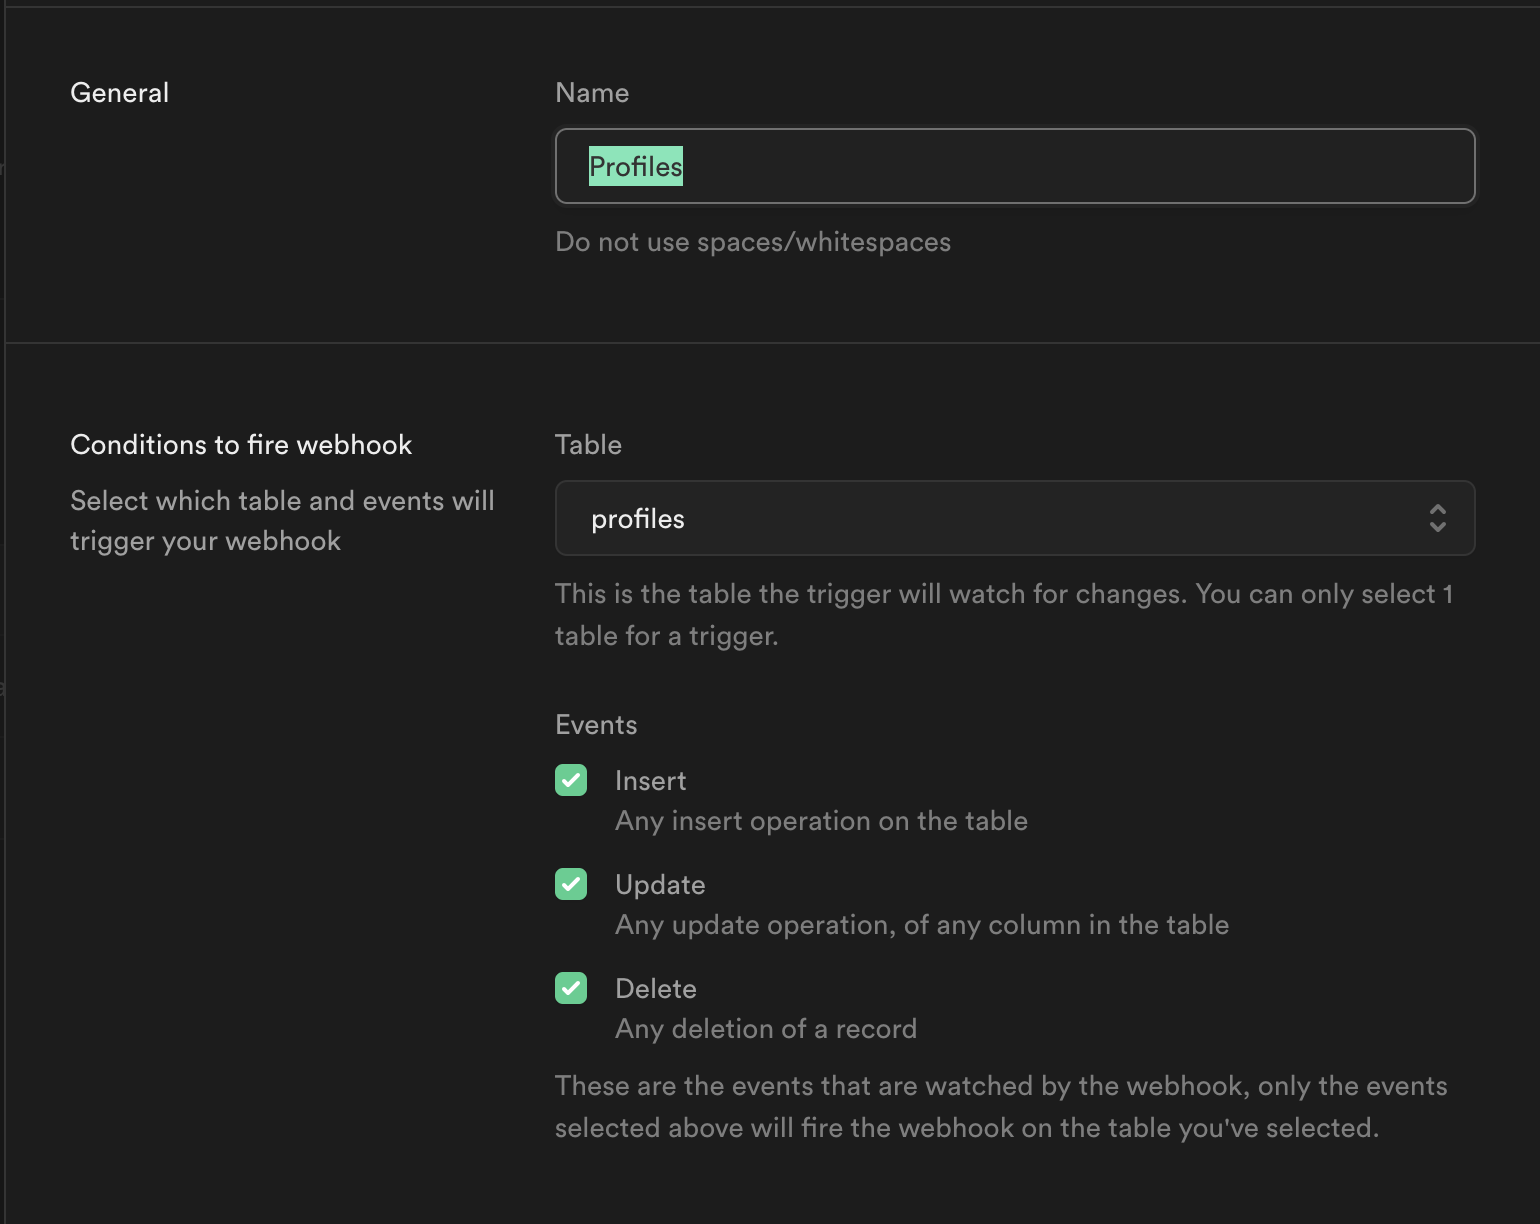 General
Name
Profiles
Do not use spaces/whitespaces
Conditions to fire webhook
Select which table and events will
trigger your webhook
Table
profiles
This is the table the trigger will watch for changes. You can only select 1
table for a trigger.
Events
Insert
Any insert operation on the table
Update
Any update operation, of any column in the table
Delete
Any deletion of a record
These are the events that are watched by the webhook, only the events
selected above will fire the webhook on the table you've selected.